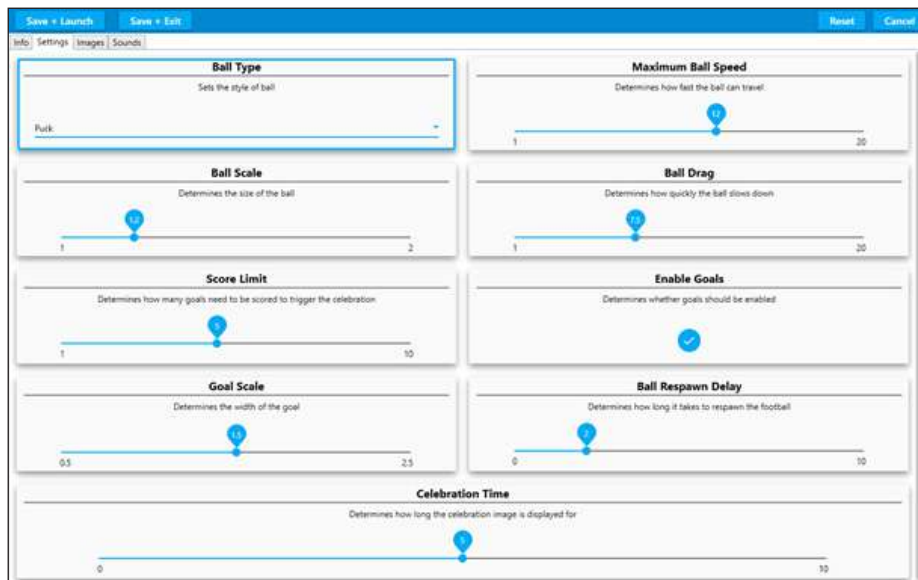 Save + Launch Save + Exit Reset Cancel
Info Settings Images Sounds
Ball Type
Sets the style of ball
Puck
Maximum Ball Speed
Determines how fast the ball can travel
12
1 20
Ball Scale
Determines the size of the ball
1.2
1 2
Ball Drag
Determines how quickly the ball slows down
7.5
1 20
Score Limit
Determines how many goals need to be scored to trigger the celebration
5
1 10
Enable Goals
Determines whether goals should be enabled
Goal Scale
Determines the width of the goal
1.5
0.5 2.5
Ball Respawn Delay
Determines how long it takes to respawn the football
2
0 10
Celebration Time
Determines how long the celebration image is displayed for
5
0 10